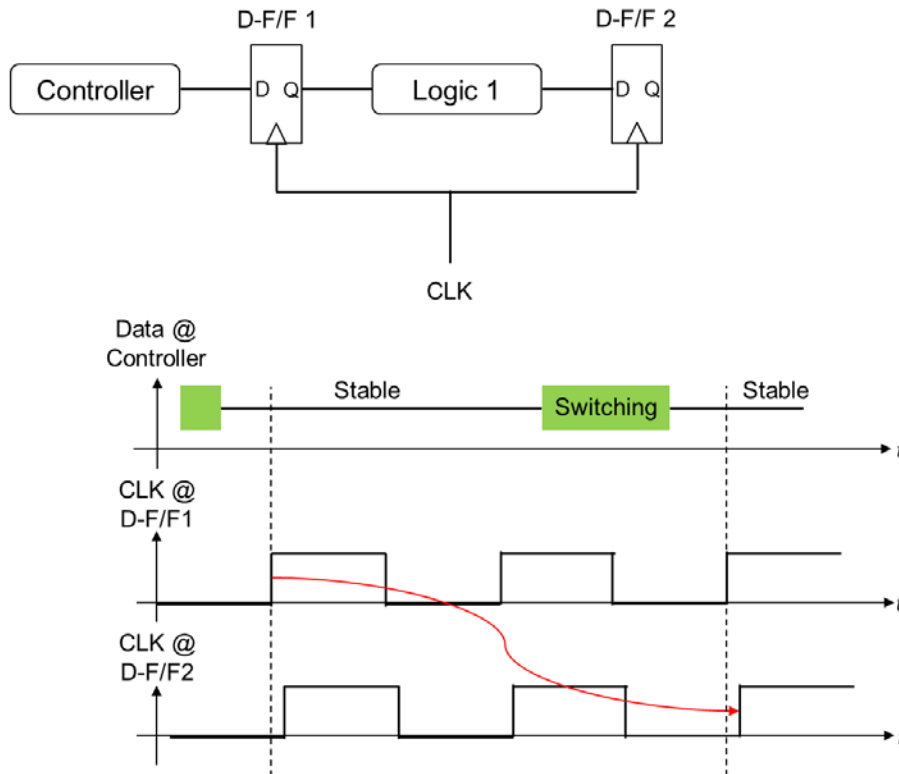 D-F/F 1
D-F/F 2
Controller
D Q
Logic 1
D Q
CLK
Data @
Controller
Stable
Switching
Stable
t
CLK @
D-F/F1
t
CLK @
D-F/F2
t